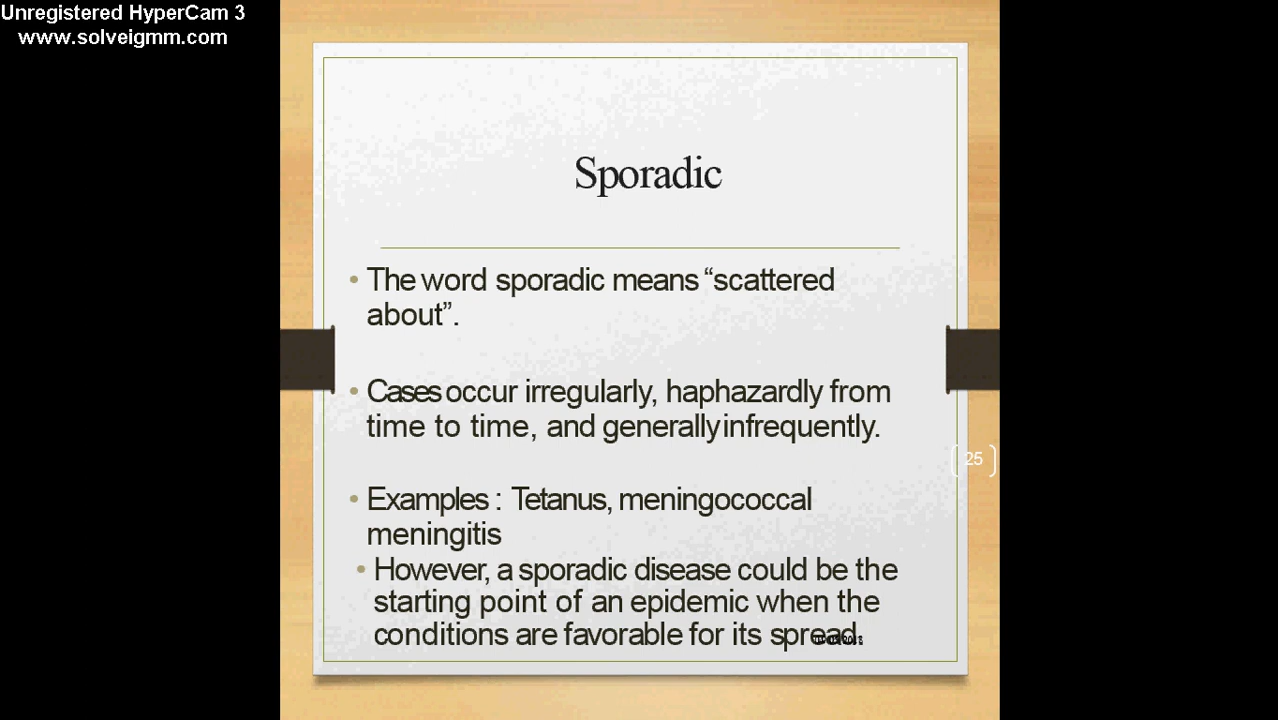 Unregistered HyperCam 3
www.solveigmm.com
Sporadic
• The word sporadic means “scattered
about”.
• Cases occur irregularly, haphazardly from
time to time, and generally infrequently.
25
• Examples : Tetanus, meningococcal
meningitis
• However, a sporadic disease could be the
starting point of an epidemic when the
conditions are favorable for its spread.